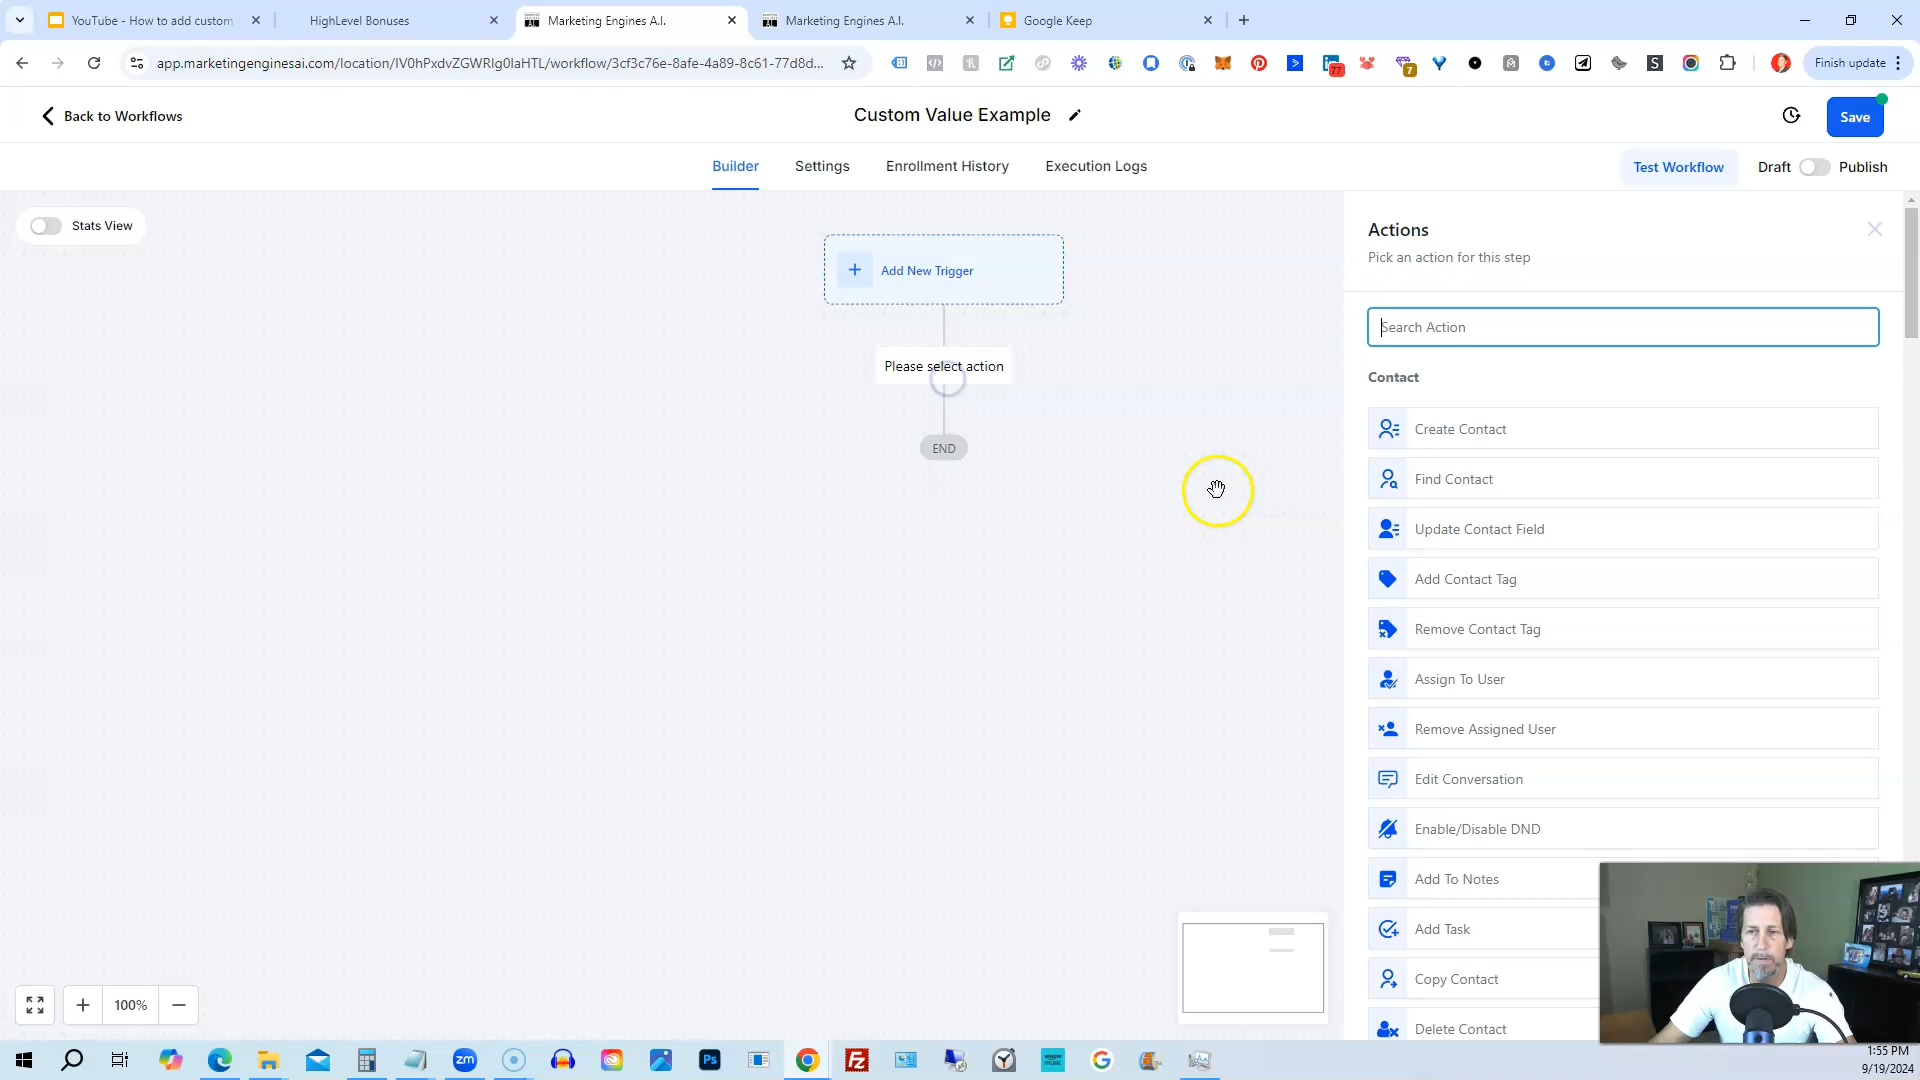 YouTube - How to add custom
HighLevel Bonuses
Marketing Engines A.I.
Marketing Engines A.I.
Google Keep
app.marketingenginesai.com/location/IV0hPxdvZGWRlg0laHTL/workflow/3cf3c76e-8afe-4a89-8c61-77d8d...
77
7
Finish update
Back to Workflows
Custom Value Example
Save
Builder
Settings
Enrollment History
Execution Logs
Test Workflow
Draft
Publish
Stats View
Add New Trigger
Please select action
END
Actions
Pick an action for this step
Search Action
Contact
Create Contact
Find Contact
Update Contact Field
Add Contact Tag
Remove Contact Tag
Assign To User
Remove Assigned User
Edit Conversation
Enable/Disable DND
Add To Notes
Add Task
Copy Contact
Delete Contact
100%
zm
Ps
1:55 PM
9/19/2024